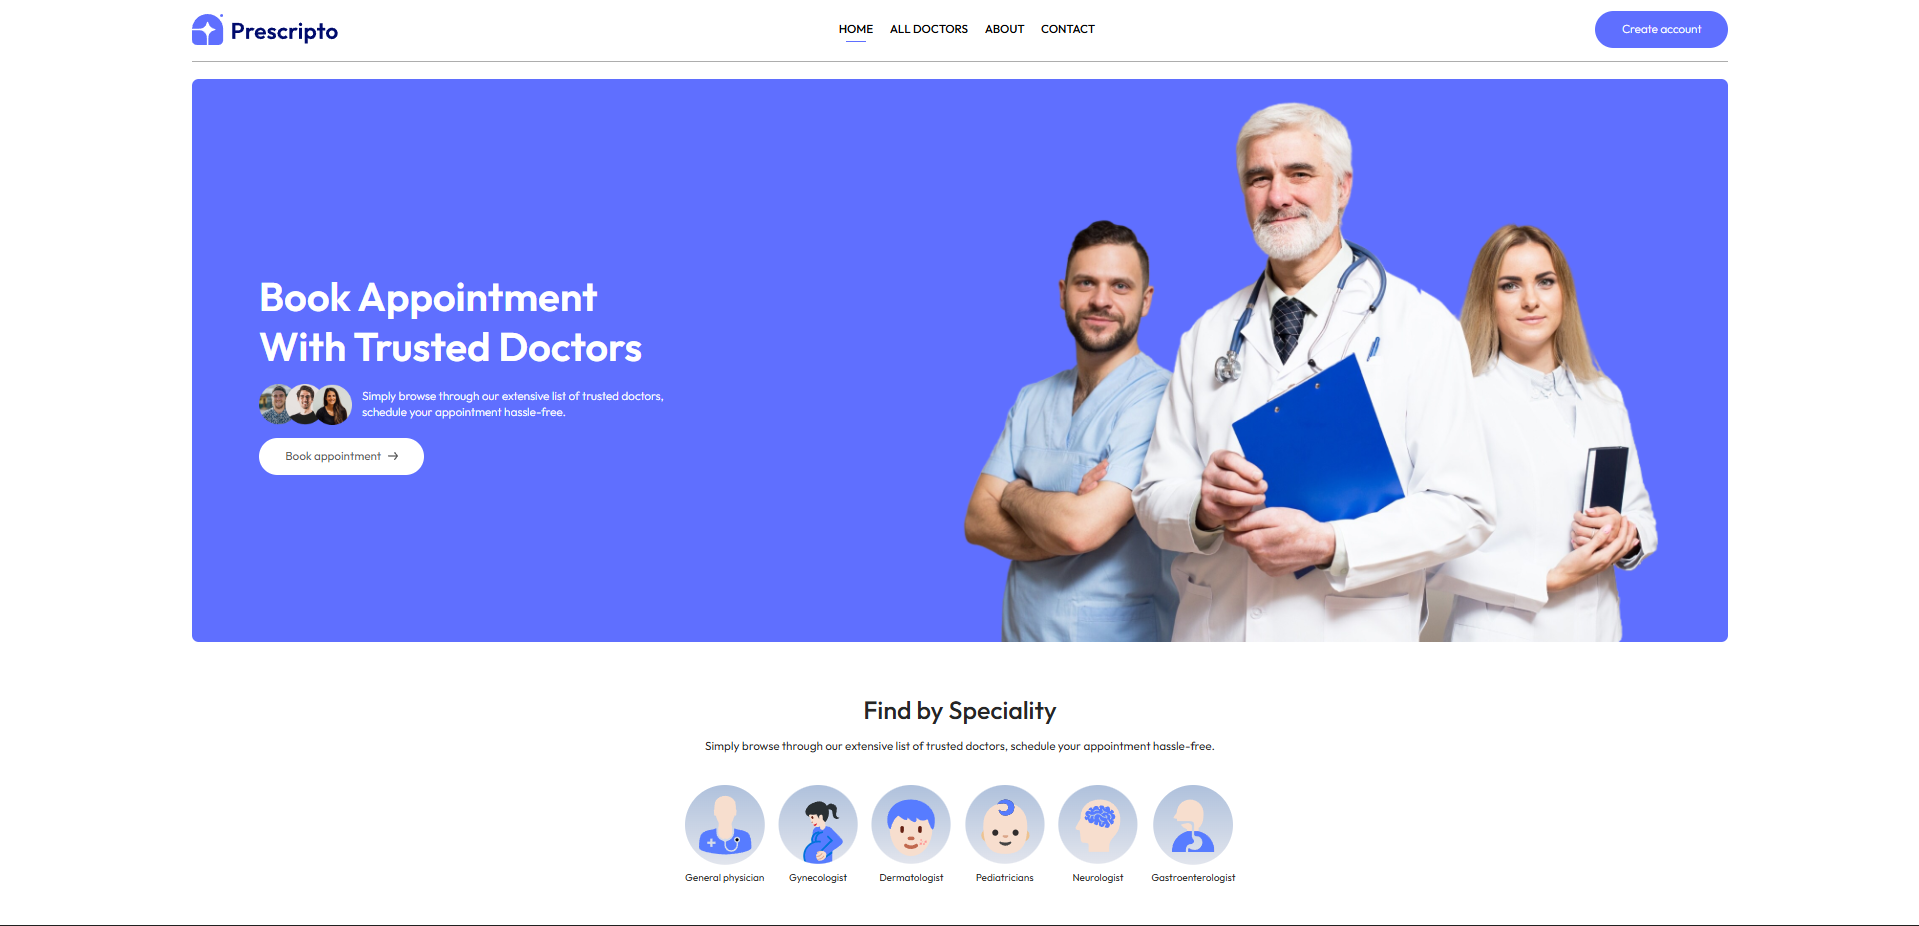 Prescripto
HOME
ALL DOCTORS
ABOUT
CONTACT
Create account
Book Appointment
With Trusted Doctors
Simply browse through our extensive list of trusted doctors,
schedule your appointment hassle-free.
Book appointment →
Find by Speciality
Simply browse through our extensive list of trusted doctors, schedule your appointment hassle-free.
General physician
Gynecologist
Dermatologist
Pediatricians
Neurologist
Gastroenterologist